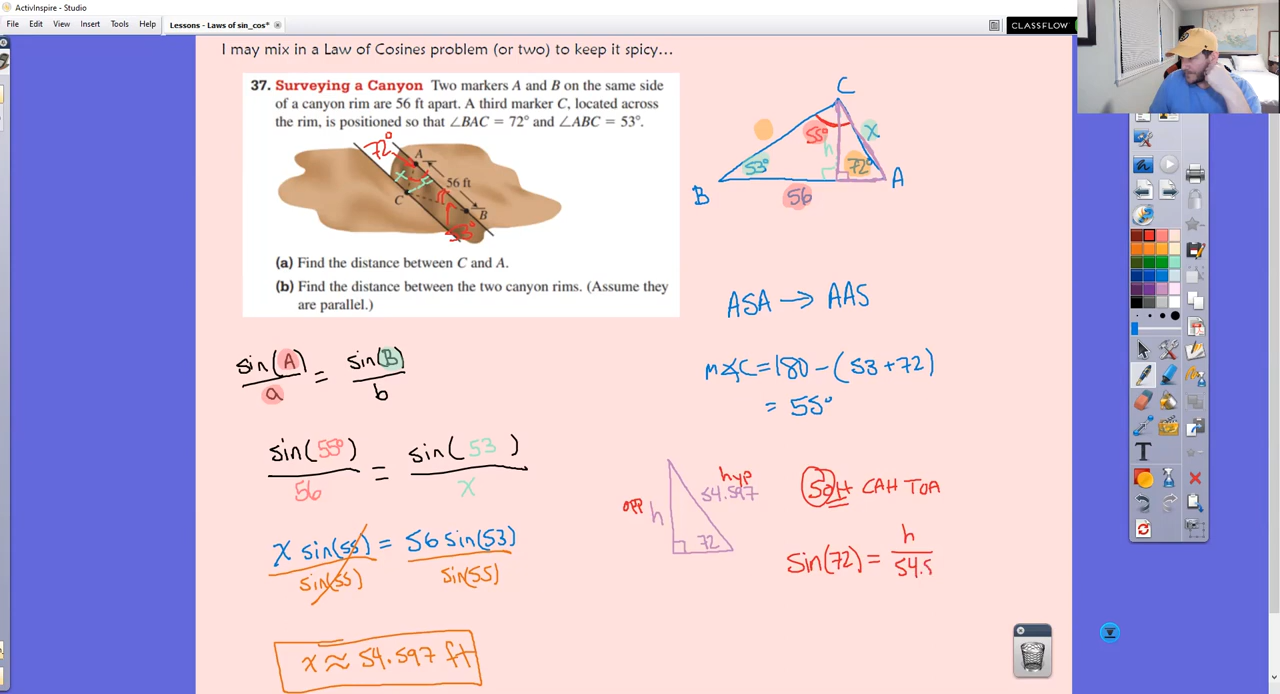 ActivInspire - Studio
File Edit View Insert Tools Help
Lessons - Laws of sin_cos*
CLASSFLOW
I may mix in a Law of Cosines problem (or two) to keep it spicy...
37. Surveying a Canyon Two markers A and B on the same side
of a canyon rim are 56 ft apart. A third marker C, located across
the rim, is positioned so that ∠BAC = 72° and ∠ABC = 53°.
72°
A
x
56 ft
C
B
53°
(a) Find the distance between C and A.
(b) Find the distance between the two canyon rims. (Assume they
are parallel.)
C
55°
x
h
53°
72°
B
A
56
ASA → AAS
m∡C = 180 - (53 + 72)
= 55°
sin(A)/a = sin(B)/b
sin(55°)/56 = sin(53)/x
x sin(55)/sin(55) = 56 sin(53)/sin(55)
x ≈ 54.597 ft
hyp
54.597
opp h
72
SOH CAH TOA
sin(72) = h/54.5
T